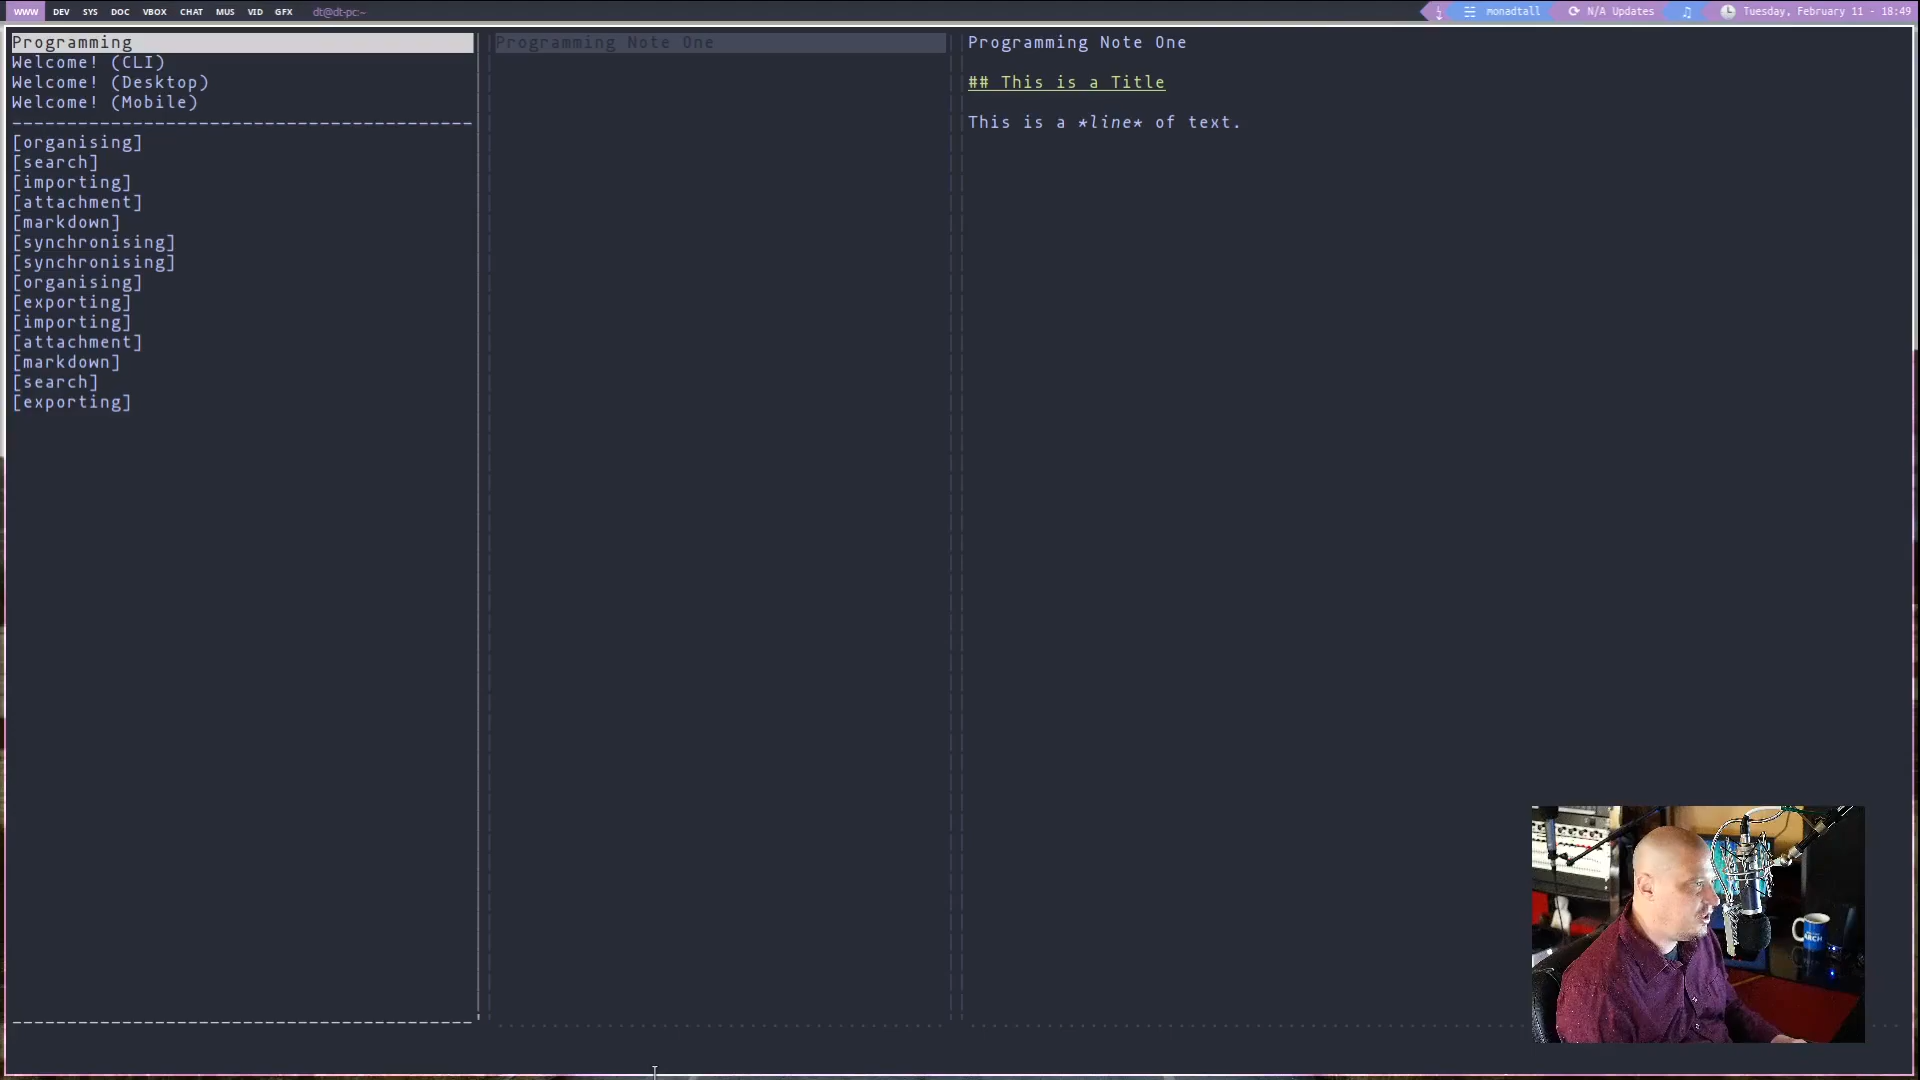 WWW DEV SYS DOC VBOX CHAT MUS VID GFX dt@dt-pc:~
monadtall N/A Updates Tuesday, February 11 - 18:49
Programming
Welcome! (CLI)
Welcome! (Desktop)
Welcome! (Mobile)
[organising]
[search]
[importing]
[attachment]
[markdown]
[synchronising]
[synchronising]
[organising]
[exporting]
[importing]
[attachment]
[markdown]
[search]
[exporting]
Programming Note One
Programming Note One
## This is a Title
This is a *line* of text.
ARCH